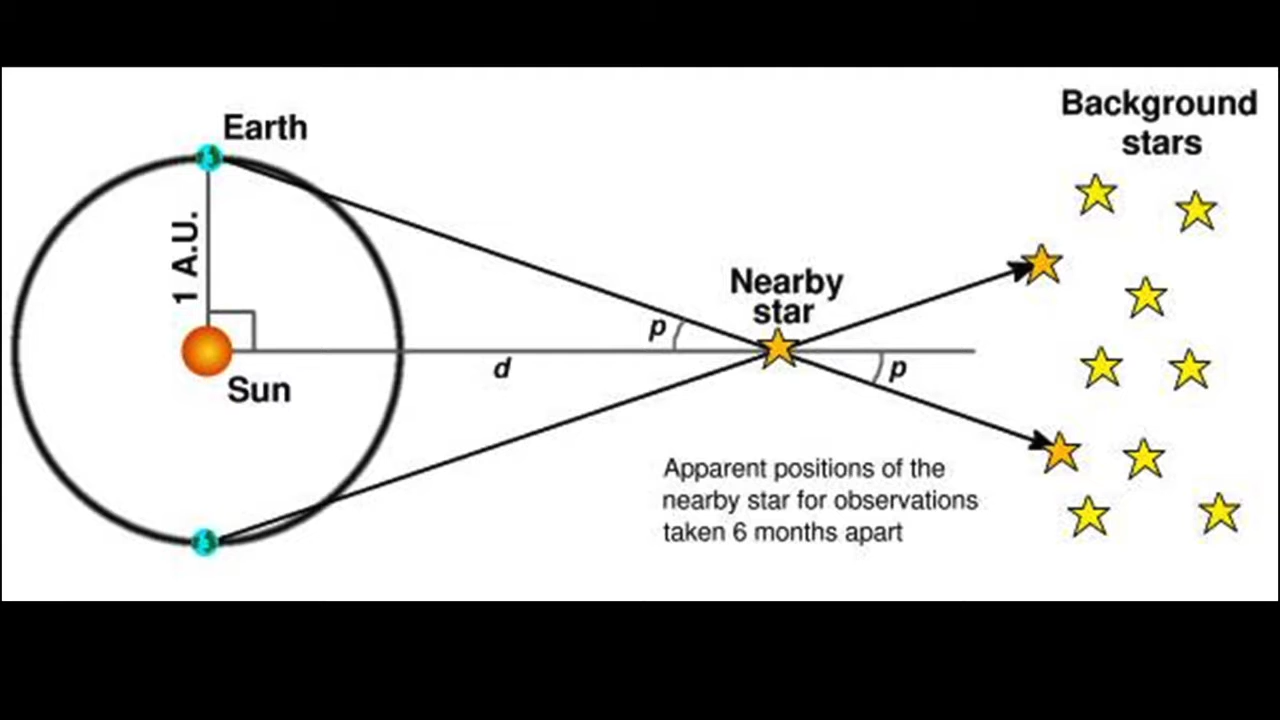 Background
stars
Earth
1 A.U.
Nearby
star
p
d
p
Sun
Apparent positions of the
nearby star for observations
taken 6 months apart